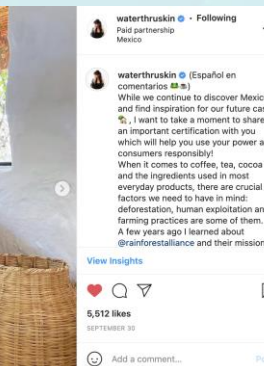 waterthruskin • Following
Paid partnership
Mexico
waterthruskin (Español en
comentarios)
While we continue to discover Mexico
and find inspiration for our future
, I want to take a moment to share
an important certification with you
which will help you use your power a
consumers responsibly!
When it comes to coffee, tea, cocoa
and the ingredients used in most
everyday products, there are crucial
factors we need to have in mind:
deforestation, human exploitation an
farming practices are some of them.
A few years ago I learned about
@rainforestalliance and their mission
View Insights
5,512 likes
SEPTEMBER 30
Add a comment...